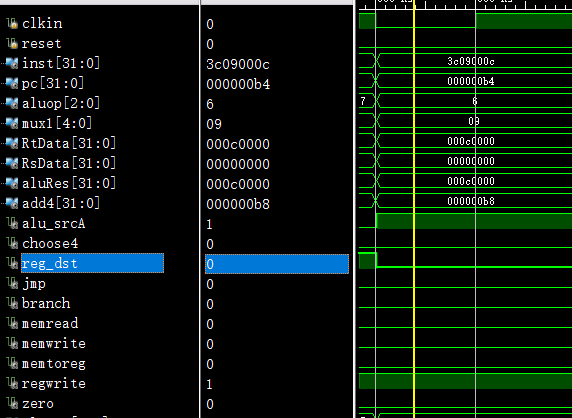 clkin 0
reset 0
inst[31:0] 3c09000c 3c09000c
pc[31:0] 000000b4 000000b4
aluop[2:0] 6 7 6
mux1[4:0] 09 09
RtData[31:0] 000c0000 000c0000
RsData[31:0] 00000000 00000000
aluRes[31:0] 000c0000 000c0000
add4[31:0] 000000b8 000000b8
alu_srcA 1
choose4 0
reg_dst 0
jmp 0
branch 0
memread 0
memwrite 0
memtoreg 0
regwrite 1
zero 0